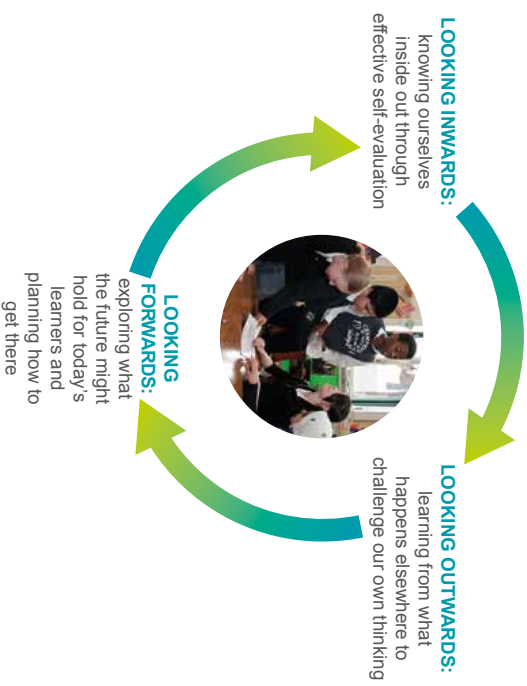 LOOKING INWARDS:
knowing ourselves
inside out through
effective self-evaluation
LOOKING OUTWARDS:
learning from what
happens elsewhere to
challenge our own thinking
LOOKING
FORWARDS:
exploring what
the future might
hold for today's
learners and
planning how to
get there